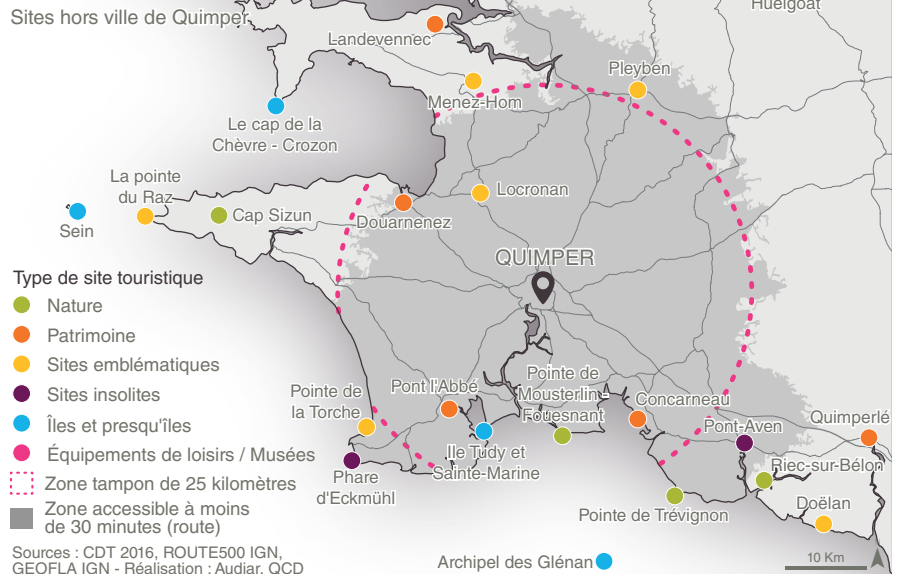 Sites hors ville de Quimper
Huelgoat
Landevennec
Pleyben
Menez-Hom
Le cap de la
Chèvre - Crozon
La pointe
du Raz
Locronan
Cap Sizun
Douarnenez
Sein
QUIMPER
Type de site touristique
Nature
Patrimoine
Sites emblématiques
Sites insolites
Îles et presqu'îles
Équipements de loisirs / Musées
Zone tampon de 25 kilomètres
Zone accessible à moins
de 30 minutes (route)
Sources : CDT 2016, ROUTE500 IGN,
GEOFLA IGN - Réalisation : Audiar, QCD
Pointe de
la Torche
Pont l'Abbé
Pointe de
Mousterlin -
Fouesnant
Concarneau
Pont-Aven
Quimperlé
Ile Tudy et
Sainte-Marine
Phare
d'Eckmühl
Riec-sur-Bélon
Pointe de Trévignon
Doëlan
Archipel des Glénan
10 Km